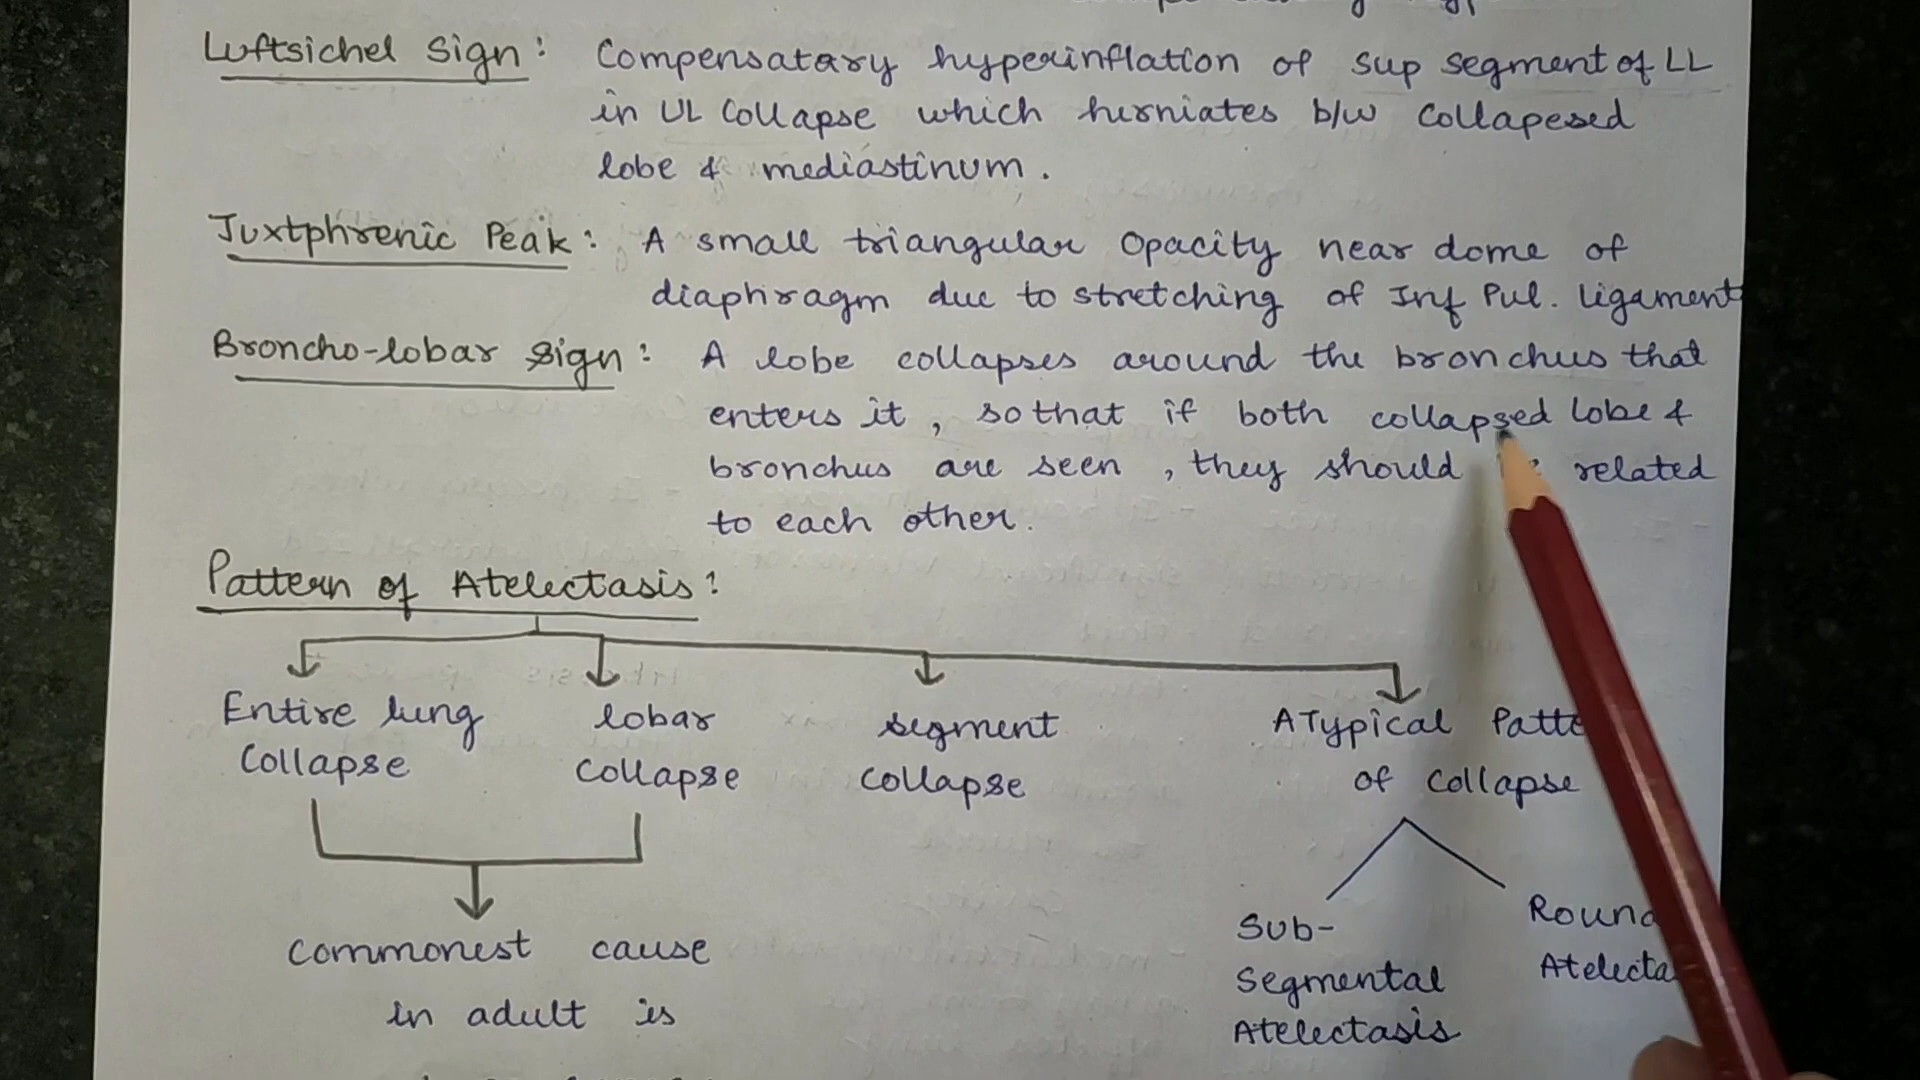 Luftsichel Sign: Compensatary hyperinflation of sup segment of LL
in UL Collapse which herniates b/w Collapesed
lobe & mediastinum.
Juxtphrenic Peak: A small triangular Opacity near dome of
diaphragm due to stretching of Inf Pul. ligament
Broncho-lobar Sign: A lobe collapses around the bronchus that
enters it, so that if both collapsed lobe &
bronchus are seen, they should related
to each other.
Pattern of Atelectasis:
Entire lung lobar segment ATypical Patte
Collapse collapse collapse of Collapse
Commonest cause
in adult is
Sub- Round
Segmental Atelecta
Atelectasis